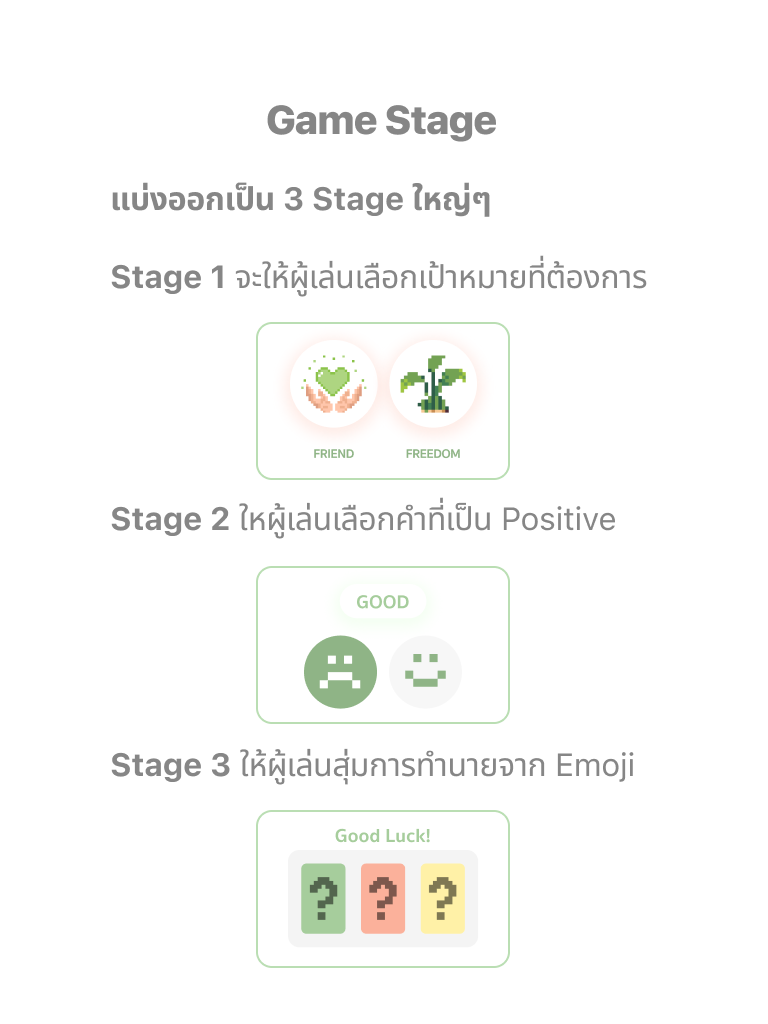 Game Stage
แบ่งออกเป็น 3 Stage ใหญ่ๆ
Stage 1 จะให้ผู้เล่นเลือกเป้าหมายที่ต้องการ
FRIEND FREEDOM
Stage 2 ใหผู้เล่นเลือกคำที่เป็น Positive
GOOD
Stage 3 ให้ผู้เล่นสุ่มการทำนายจาก Emoji
Good Luck!
? ? ?